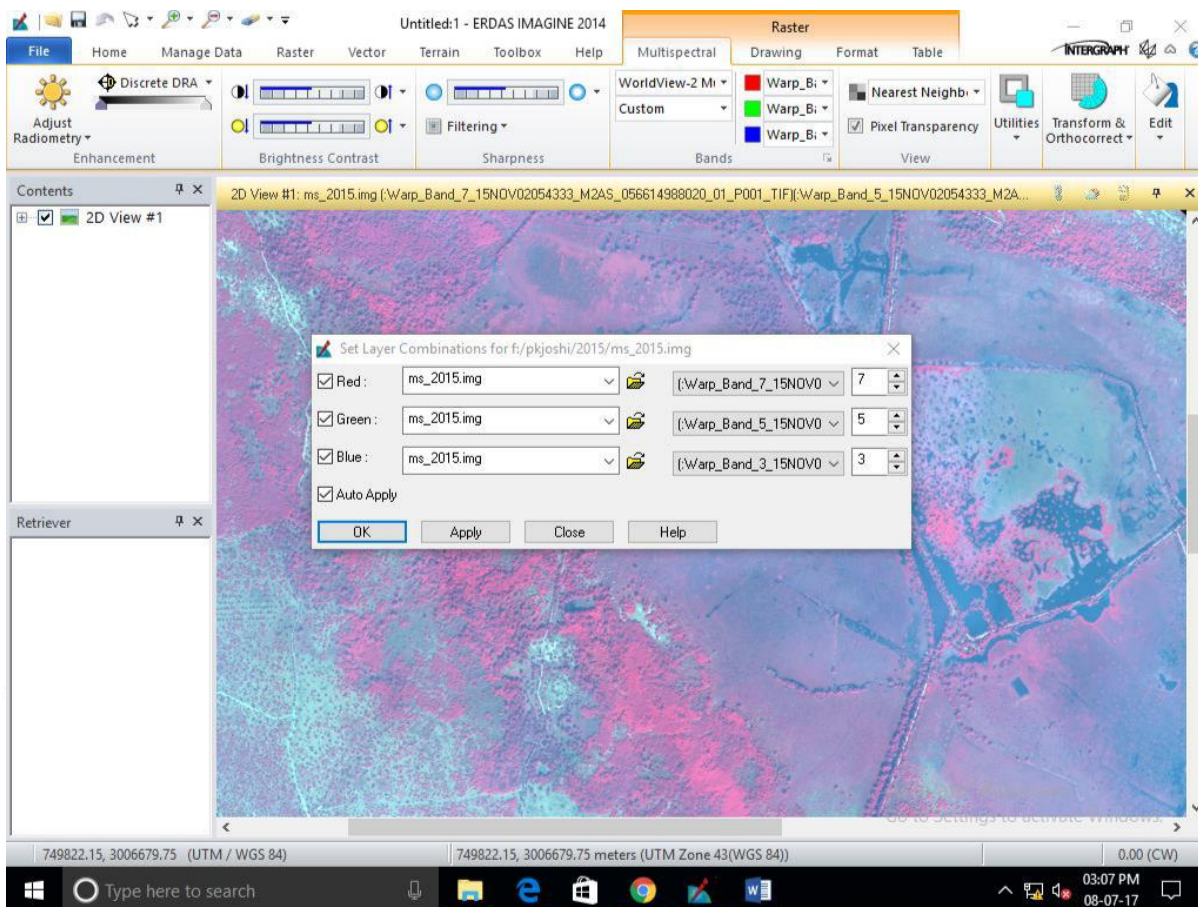 Untitled:1 - ERDAS IMAGINE 2014
Raster
File Home Manage Data Raster Vector Terrain Toolbox Help Multispectral Drawing Format Table
INTERGRAPH
Discrete DRA
Adjust
Radiometry
Enhancement
Brightness Contrast
Filtering
Sharpness
WorldView-2 M
Custom
Warp_B
Warp_B
Warp_B
Bands
Nearest Neighb
Pixel Transparency
View
Utilities
Transform &
Orthocorrect
Edit
Contents
2D View #1
2D View #1: ms_2015.img (:Warp_Band_7_15NOV02054333_M2AS_056614988020_01_P001_TIF)(:Warp_Band_5_15NOV02054333_M2A...
Set Layer Combinations for f:/pkjoshi/2015/ms_2015.img
Red : ms_2015.img (:Warp_Band_7_15NOV0 7
Green : ms_2015.img (:Warp_Band_5_15NOV0 5
Blue : ms_2015.img (:Warp_Band_3_15NOV0 3
Auto Apply
OK Apply Close Help
Retriever
Go to Settings to activate Windows.
749822.15, 3006679.75 (UTM / WGS 84)
749822.15, 3006679.75 meters (UTM Zone 43(WGS 84))
0.00 (CW)
Type here to search
03:07 PM
08-07-17